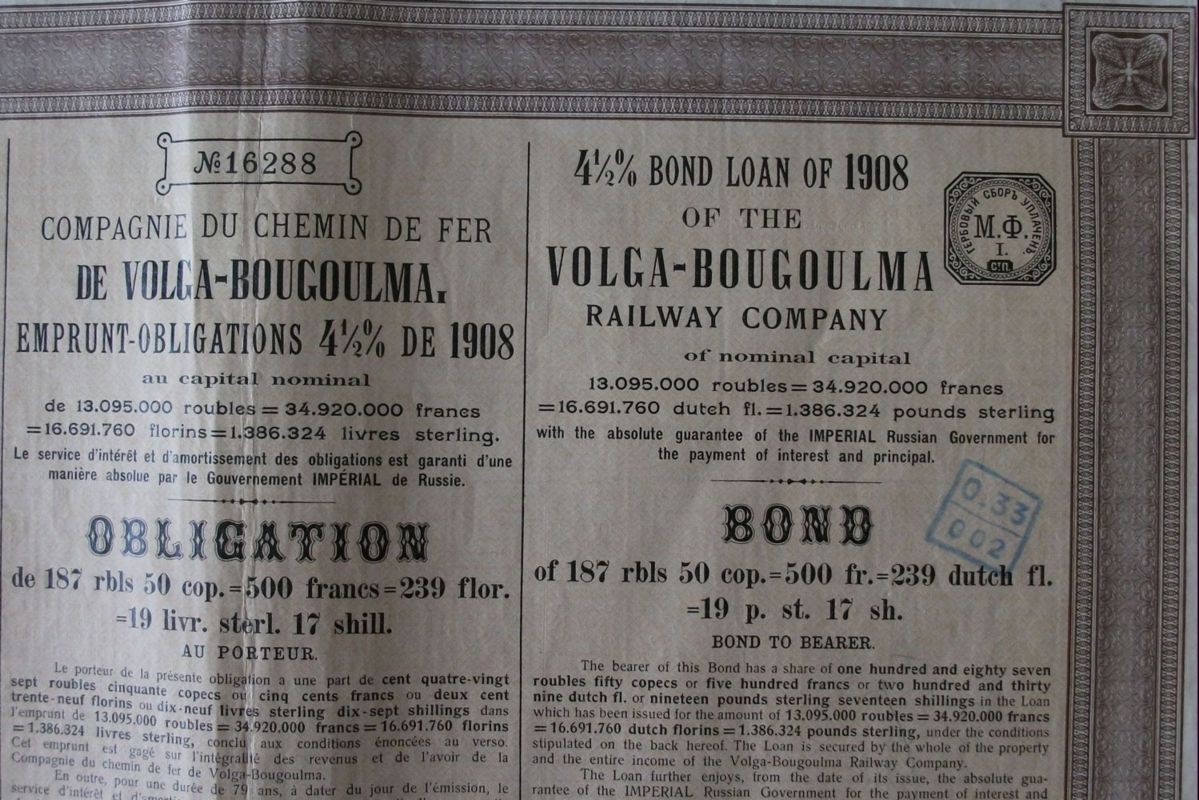 № 16288
COMPAGNIE DU CHEMIN DE FER
DE VOLGA-BOUGOULMA.
EMPRUNT-OBLIGATIONS 4½% DE 1908
au capital nominal
de 13.095.000 roubles = 34.920.000 francs
=16.691.760 florins=1.386.324 livres sterling.
Le service d'intérêt et d'amortissement des obligations est garanti d'une
manière absolue par le Gouvernement IMPÉRIAL de Russie.
OBLIGATION
de 187 rbls 50 cop.=500 francs=239 flor.
=19 livr. sterl. 17 shill.
AU PORTEUR.
Le porteur de la présente obligation a une part de cent quatre-vingt
sept roubles cinquante copecs ou cinq cents francs ou deux cent
trente-neuf florins ou dix-neuf livres sterling dix-sept shillings dans
l'emprunt de 13.095.000 roubles = 34.920.000 francs = 16.691.760 florins
= 1.386.324 livres sterling, conclu aux conditions énoncées au verso.
Cet emprunt est gagé sur l'intégralité des revenus et de l'avoir de la
Compagnie du chemin de fer de Volga-Bougoulma.
En outre, pour une durée de 79 ans, à dater du jour de l'émission, le
service d'intérêt et d'amortissement
4½% BOND LOAN OF 1908
OF THE
VOLGA-BOUGOULMA
RAILWAY COMPANY
of nominal capital
13.095.000 roubles=34.920.000 francs
=16.691.760 dutch fl.=1.386.324 pounds sterling
with the absolute guarantee of the IMPERIAL Russian Government for
the payment of interest and principal.
BOND
of 187 rbls 50 cop.=500 fr.=239 dutch fl.
=19 p. st. 17 sh.
BOND TO BEARER.
The bearer of this Bond has a share of one hundred and eighty seven
roubles fifty copecs or five hundred francs or two hundred and thirty
nine dutch fl. or nineteen pounds sterling seventeen shillings in the Loan
which has been issued for the amount of 13.095.000 roubles = 34.920.000 francs
= 16.691.760 dutch florins = 1.386.324 pounds sterling, under the conditions
stipulated on the back hereof. The Loan is secured by the whole of the property
and the entire income of the Volga-Bougoulma Railway Company.
The Loan further enjoys, from the date of its issue, the absolute gua-
rantee of the IMPERIAL Russian Government for the payment of interest and
ГЕРБОВЫЙ СБОРЪ УПЛАЧЕНЪ.
М.Ф.
I.
СП.
0.33
002